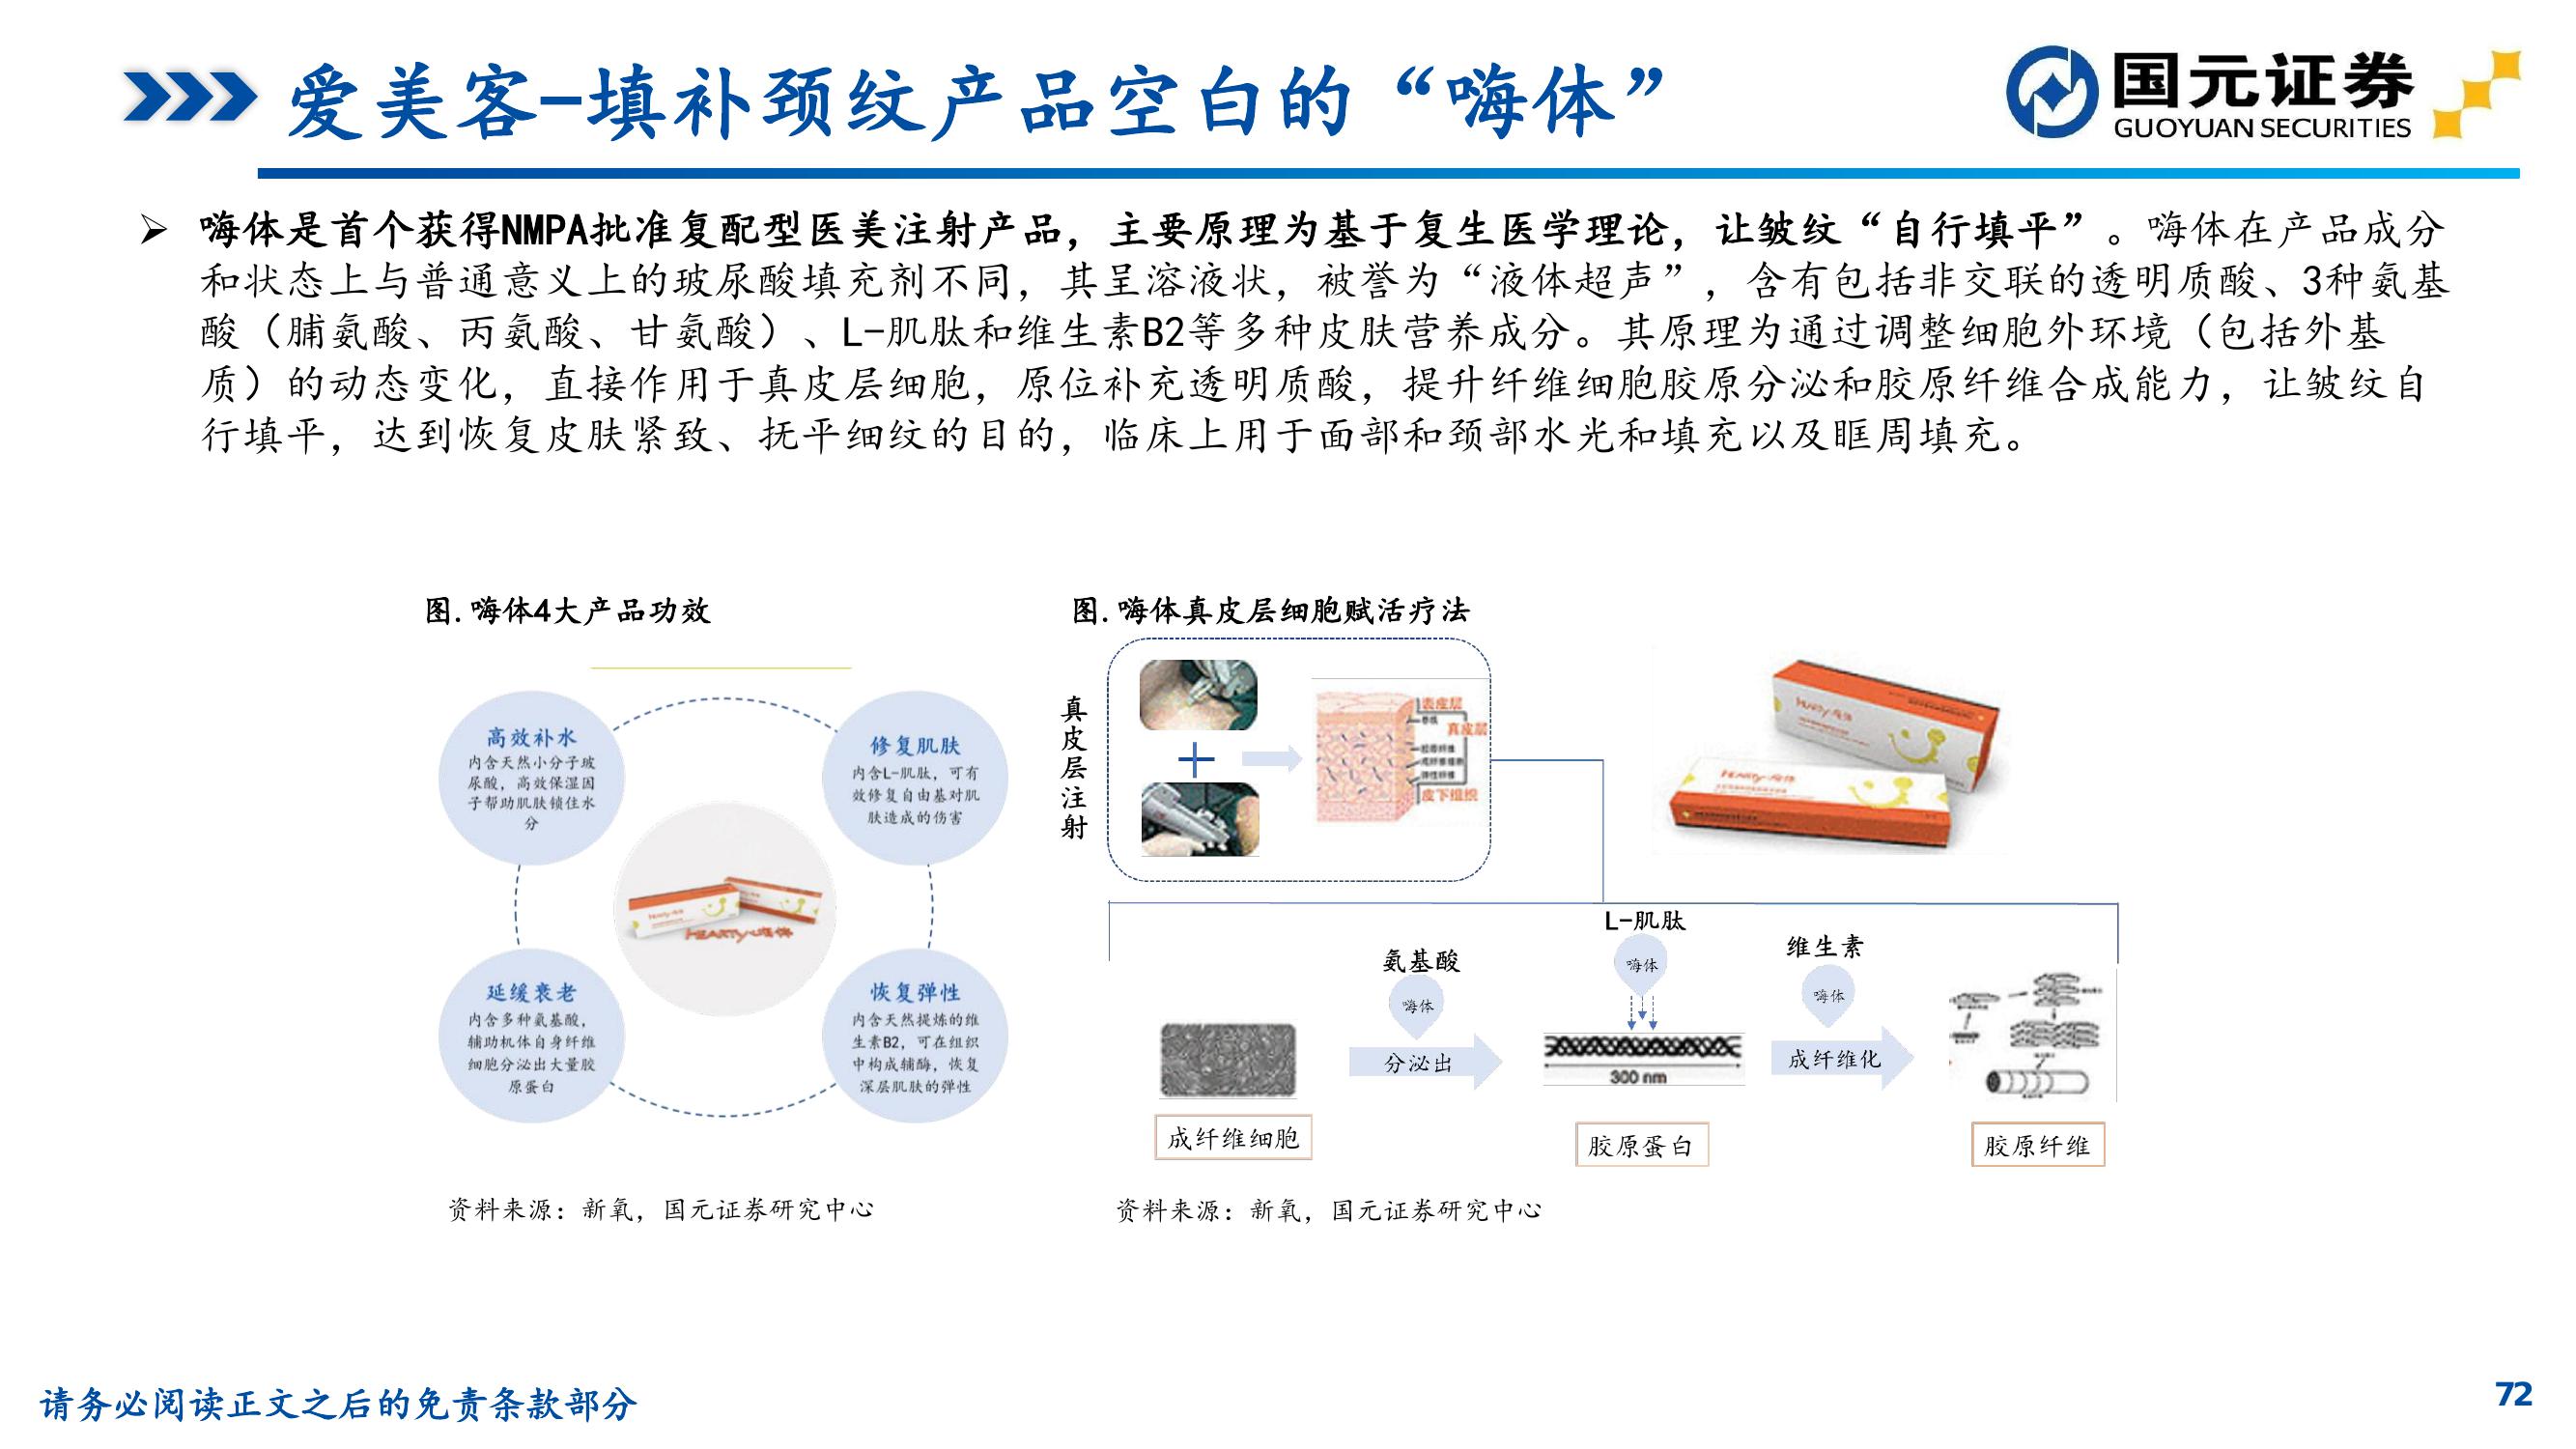 爱美客-填补颈纹产品空白的“嗨体”
国元证券
GUOYUAN SECURITIES
嗨体是首个获得NMPA批准复配型医美注射产品，主要原理为基于复生医学理论，让皱纹“自行填平”。嗨体在产品成分
和状态上与普通意义上的玻尿酸填充剂不同，其呈溶液状，被誉为“液体超声”，含有包括非交联的透明质酸、3种氨基
酸（脯氨酸、丙氨酸、甘氨酸）、L-肌肽和维生素B2等多种皮肤营养成分。其原理为通过调整细胞外环境（包括外基
质）的动态变化，直接作用于真皮层细胞，原位补充透明质酸，提升纤维细胞胶原分泌和胶原纤维合成能力，让皱纹自
行填平，达到恢复皮肤紧致、抚平细纹的目的，临床上用于面部和颈部水光和填充以及眶周填充。
图.嗨体4大产品功效
高效补水
内含天然小分子玻
尿酸，高效保湿因
子帮助肌肤锁住水
分
修复肌肤
内含L-肌肽，可有
效修复自由基对肌
肤造成的伤害
HEARTY·嗨体
延缓衰老
内含多种氨基酸，
辅助机体自身纤维
细胞分泌出大量胶
原蛋白
恢复弹性
内含天然提炼的维
生素B2，可在组织
中构成辅酶，恢复
深层肌肤的弹性
资料来源：新氧，国元证券研究中心
图.嗨体真皮层细胞赋活疗法
真皮层注射
表皮层
真皮层
皮下组织
Hearty·嗨体
Hearty·嗨体
氨基酸
嗨体
分泌出
L-肌肽
嗨体
300 nm
维生素
嗨体
成纤维化
成纤维细胞
胶原蛋白
胶原纤维
资料来源：新氧，国元证券研究中心
请务必阅读正文之后的免责条款部分
72